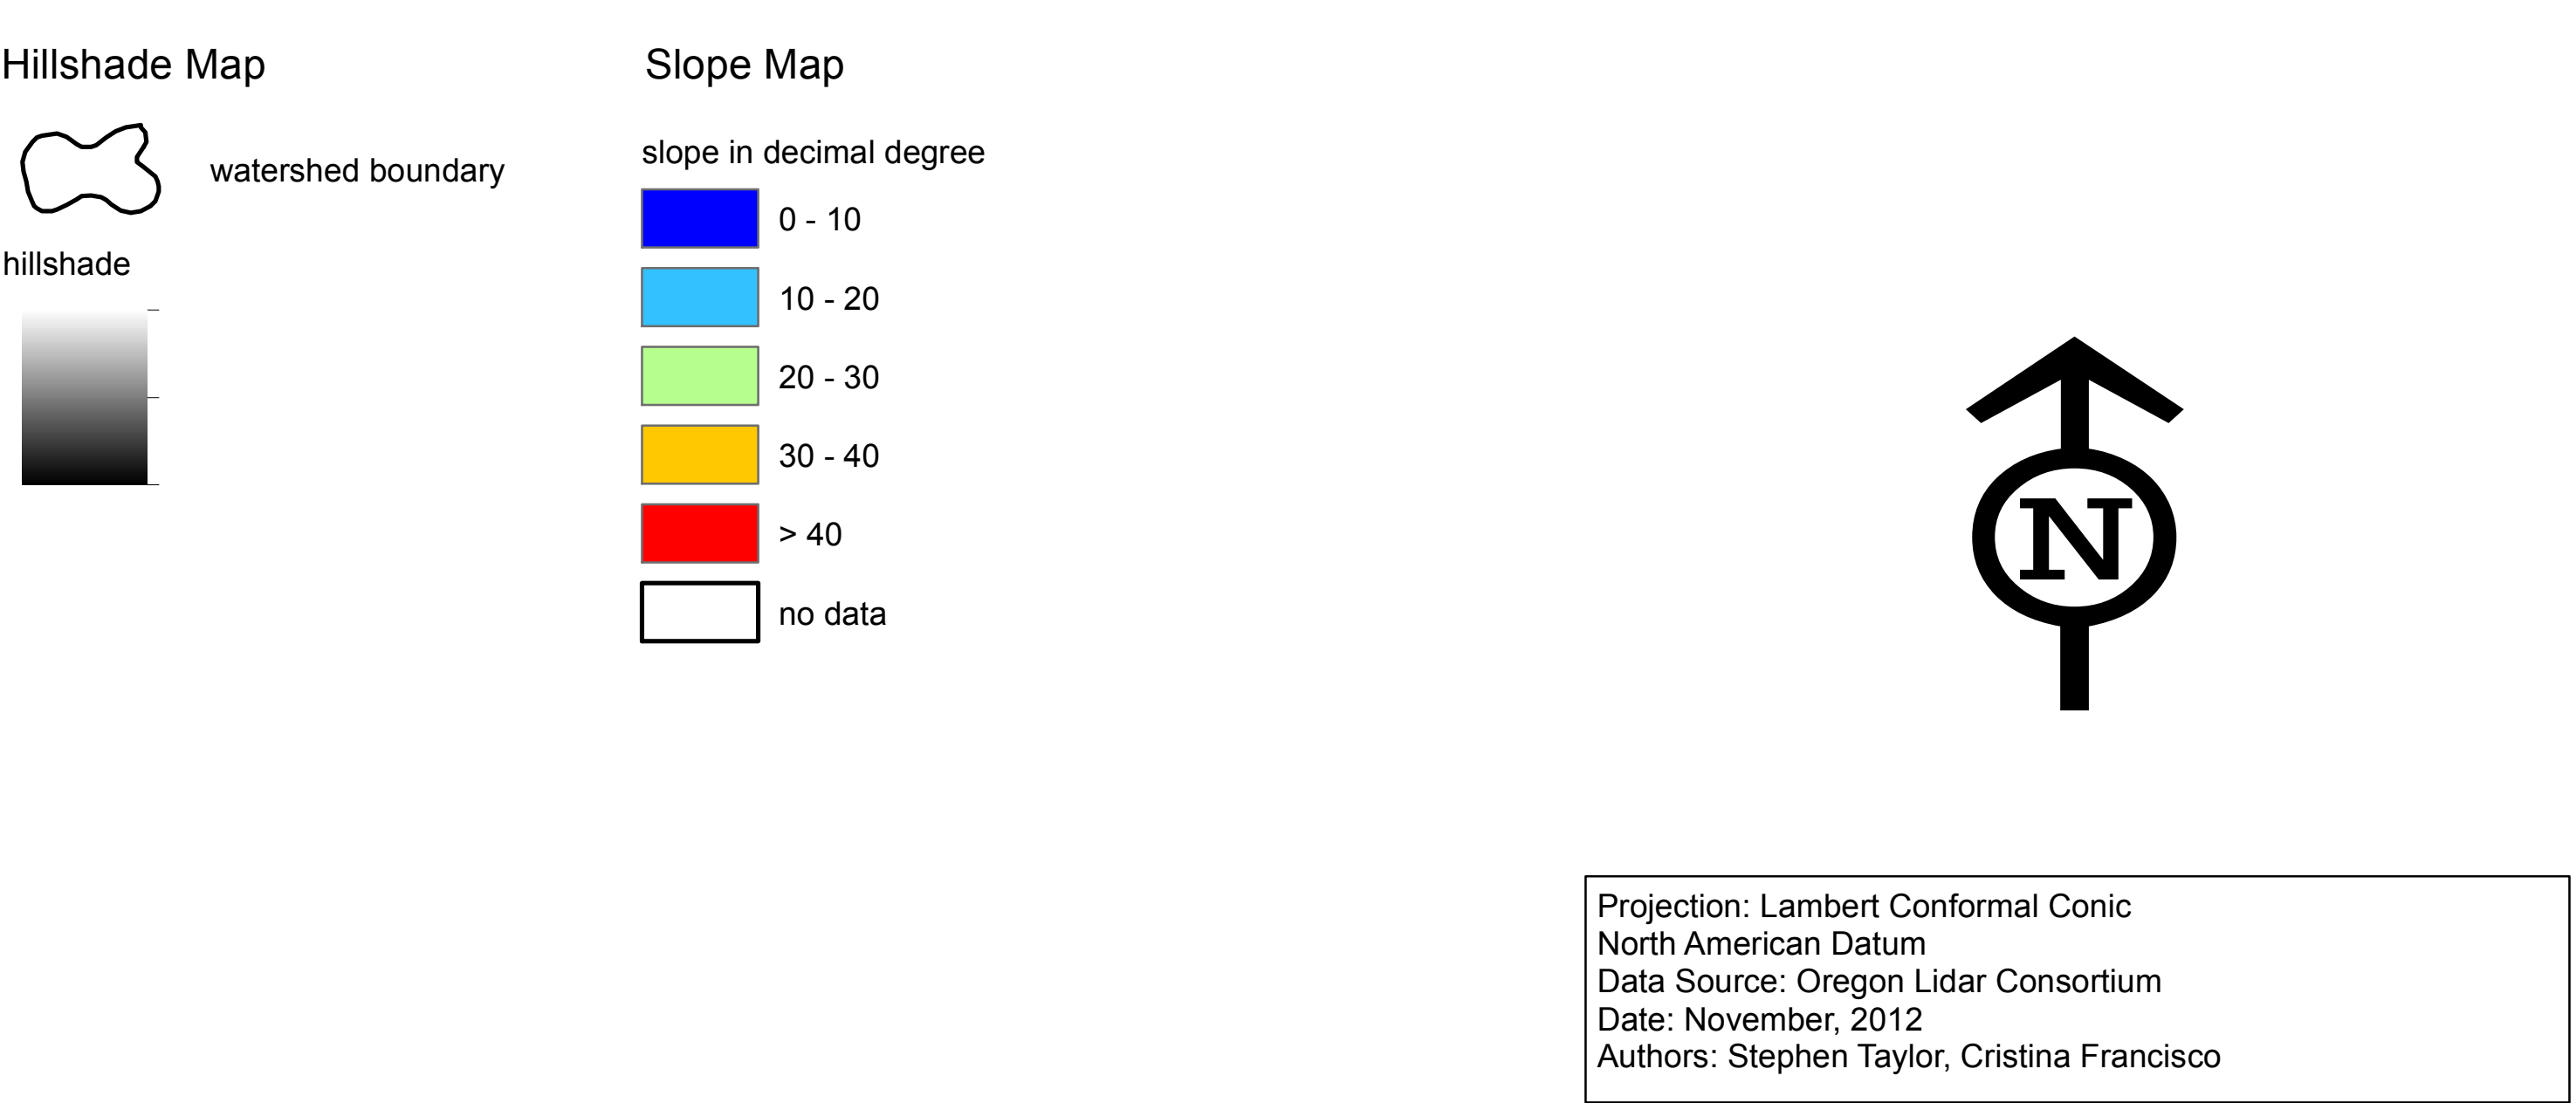 Hillshade Map
watershed boundary
hillshade
Slope Map
slope in decimal degree
0 - 10
10 - 20
20 - 30
30 - 40
> 40
no data
N
Projection: Lambert Conformal Conic
North American Datum
Data Source: Oregon Lidar Consortium
Date: November, 2012
Authors: Stephen Taylor, Cristina Francisco